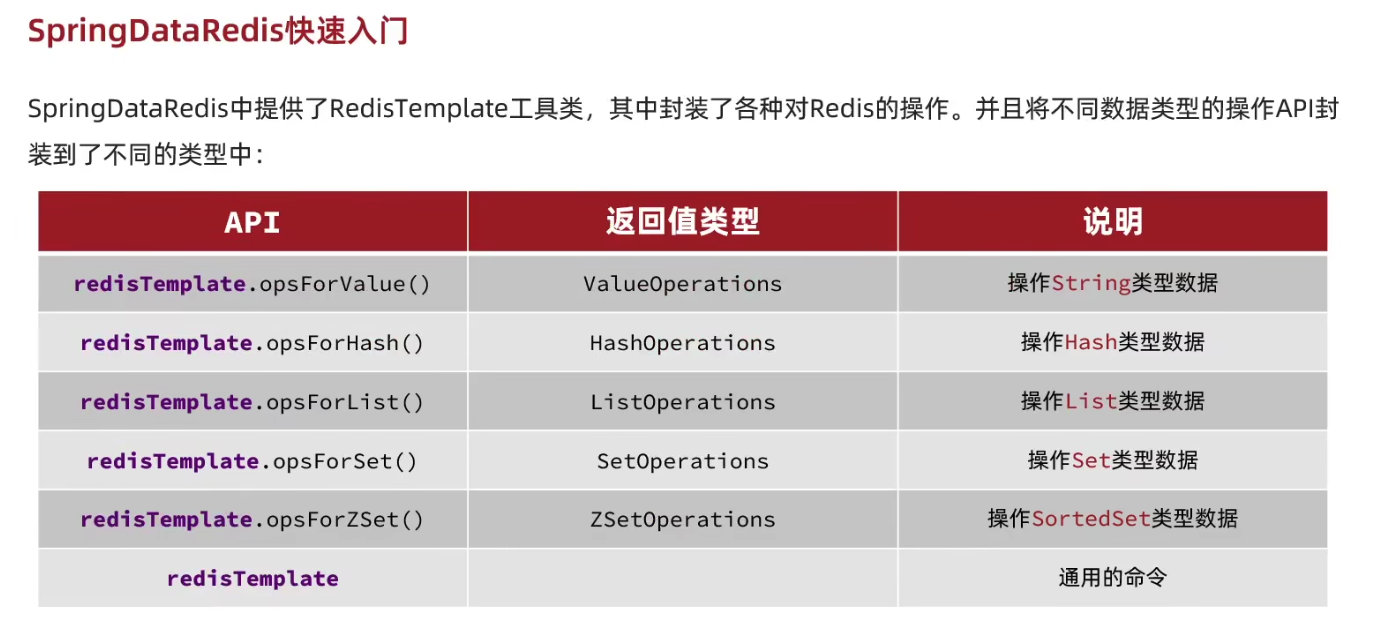 SpringDataRedis快速入门
SpringDataRedis中提供了RedisTemplate工具类，其中封装了各种对Redis的操作。并且将不同数据类型的操作API封
装到了不同的类型中：
API 返回值类型 说明
redisTemplate.opsForValue() ValueOperations 操作String类型数据
redisTemplate.opsForHash() HashOperations 操作Hash类型数据
redisTemplate.opsForList() ListOperations 操作List类型数据
redisTemplate.opsForSet() SetOperations 操作Set类型数据
redisTemplate.opsForZSet() ZSetOperations 操作SortedSet类型数据
redisTemplate 通用的命令